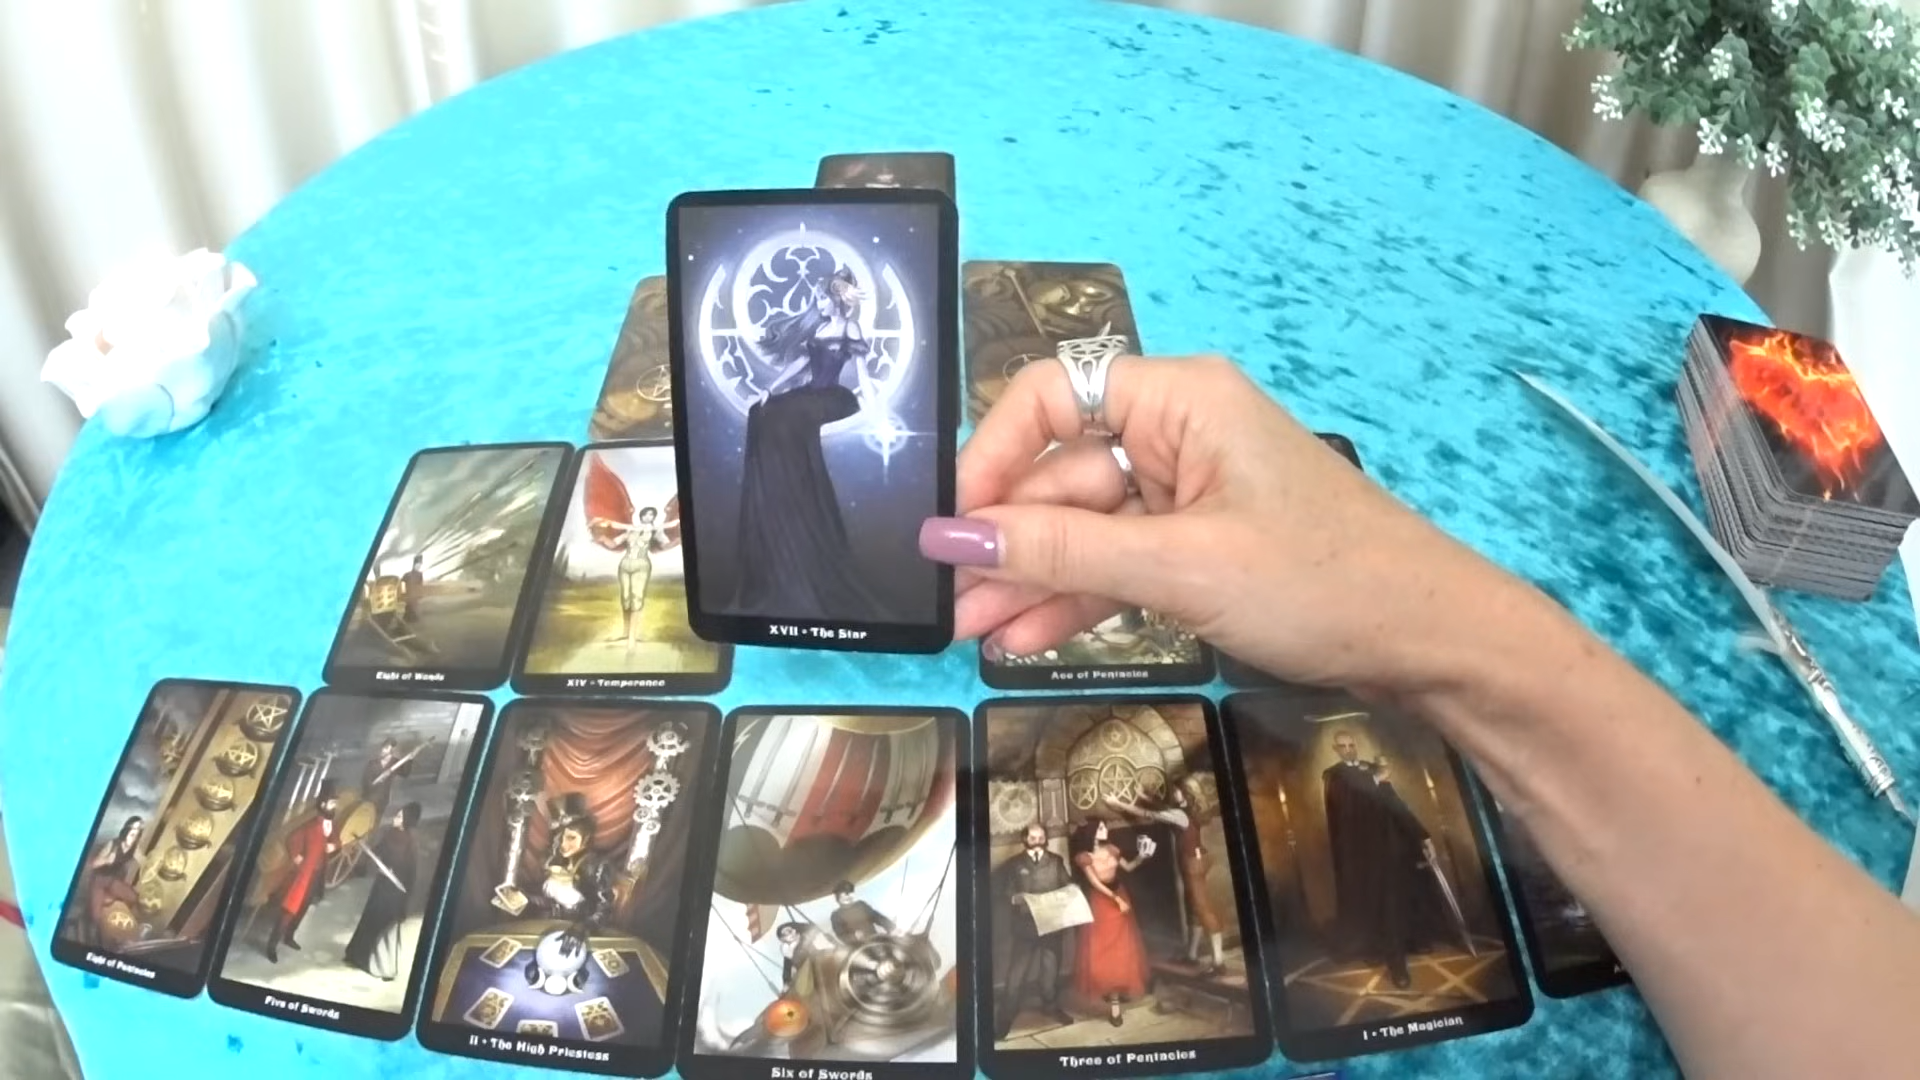 XVII • The Star
Eight of Wands
XIV • Temperance
Ace of Pentacles
Eight of Pentacles
Five of Swords
II • The High Priestess
Six of Swords
Three of Pentacles
I • The Magician